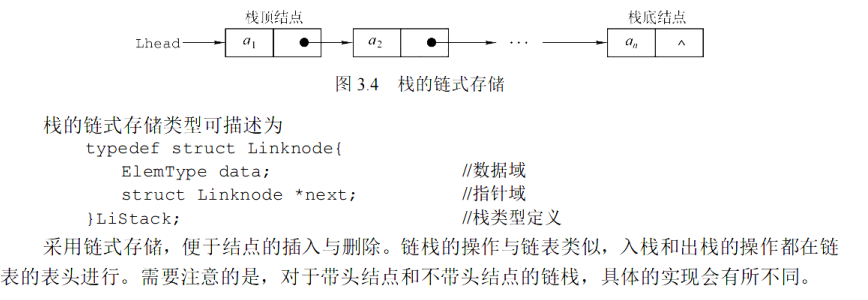 栈顶结点 栈底结点
Lhead a1 a2 … an ∧
图 3.4 栈的链式存储
栈的链式存储类型可描述为
typedef struct Linknode{
ElemType data; //数据域
struct Linknode *next; //指针域
}LiStack; //栈类型定义
采用链式存储，便于结点的插入与删除。链栈的操作与链表类似，入栈和出栈的操作都在链
表的表头进行。需要注意的是，对于带头结点和不带头结点的链栈，具体的实现会有所不同。